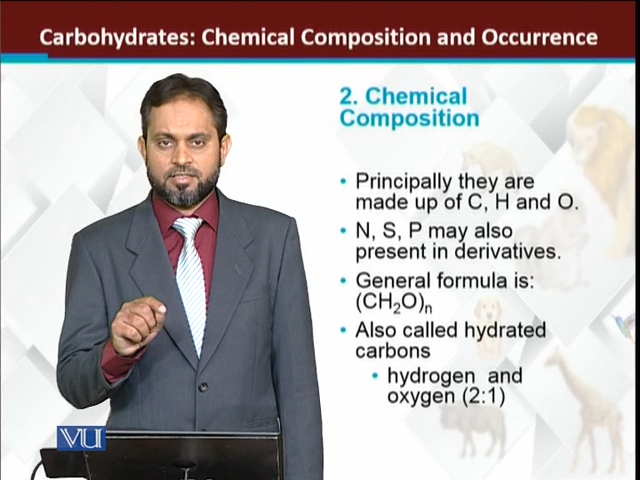 Carbohydrates: Chemical Composition and Occurrence
2. Chemical
Composition
• Principally they are
made up of C, H and O.
• N, S, P may also
present in derivatives.
• General formula is:
(CH₂O)ₙ
• Also called hydrated
carbons
• hydrogen and
oxygen (2:1)
VU